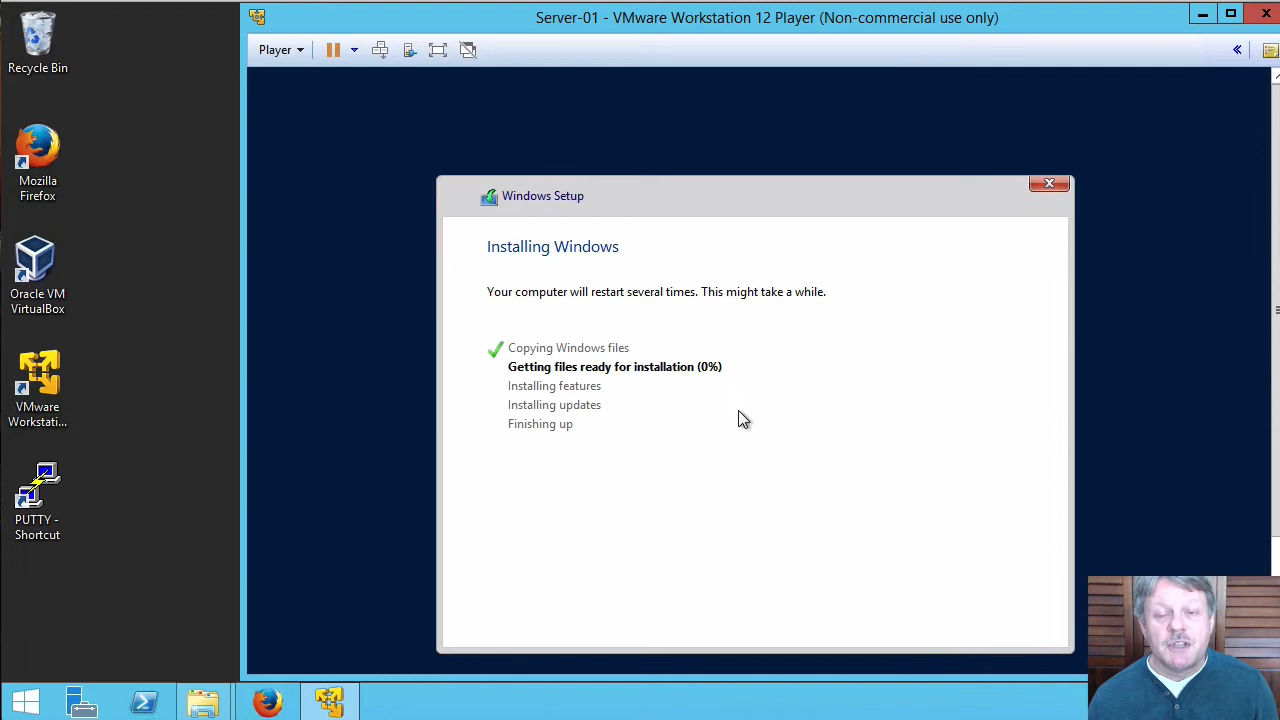 Recycle Bin
Mozilla
Firefox
Oracle VM
VirtualBox
VMware
Workstati...
PUTTY -
Shortcut
Server-01 - VMware Workstation 12 Player (Non-commercial use only)
Player
Windows Setup
Installing Windows
Your computer will restart several times. This might take a while.
Copying Windows files
Getting files ready for installation (0%)
Installing features
Installing updates
Finishing up